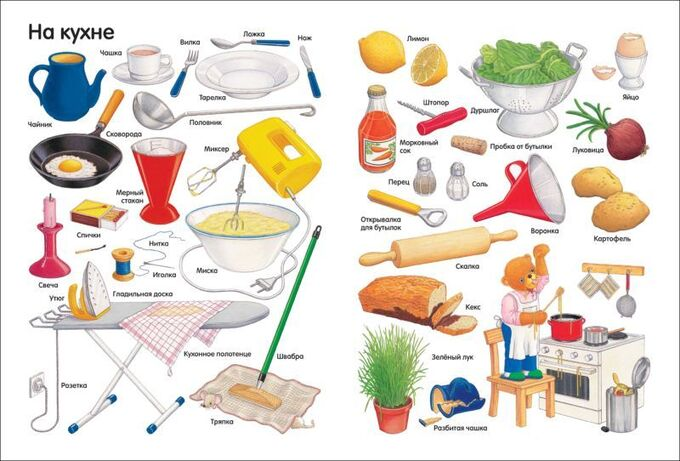 На кухне
Чашка
Вилка
Ложка
Нож
Тарелка
Чайник
Сковорода
Половник
Миксер
Мерный
стакан
Спички
Нитка
Иголка
Миска
Свеча
Утюг
Гладильная доска
Кухонное полотенце
Швабра
Розетка
Тряпка
Лимон
Яйцо
Штопор
Дуршлаг
Морковный
сок
Пробка от бутылки
Луковица
Перец
Соль
Открывалка
для бутылок
Воронка
Картофель
Скалка
Кекс
Зелёный лук
Разбитая чашка